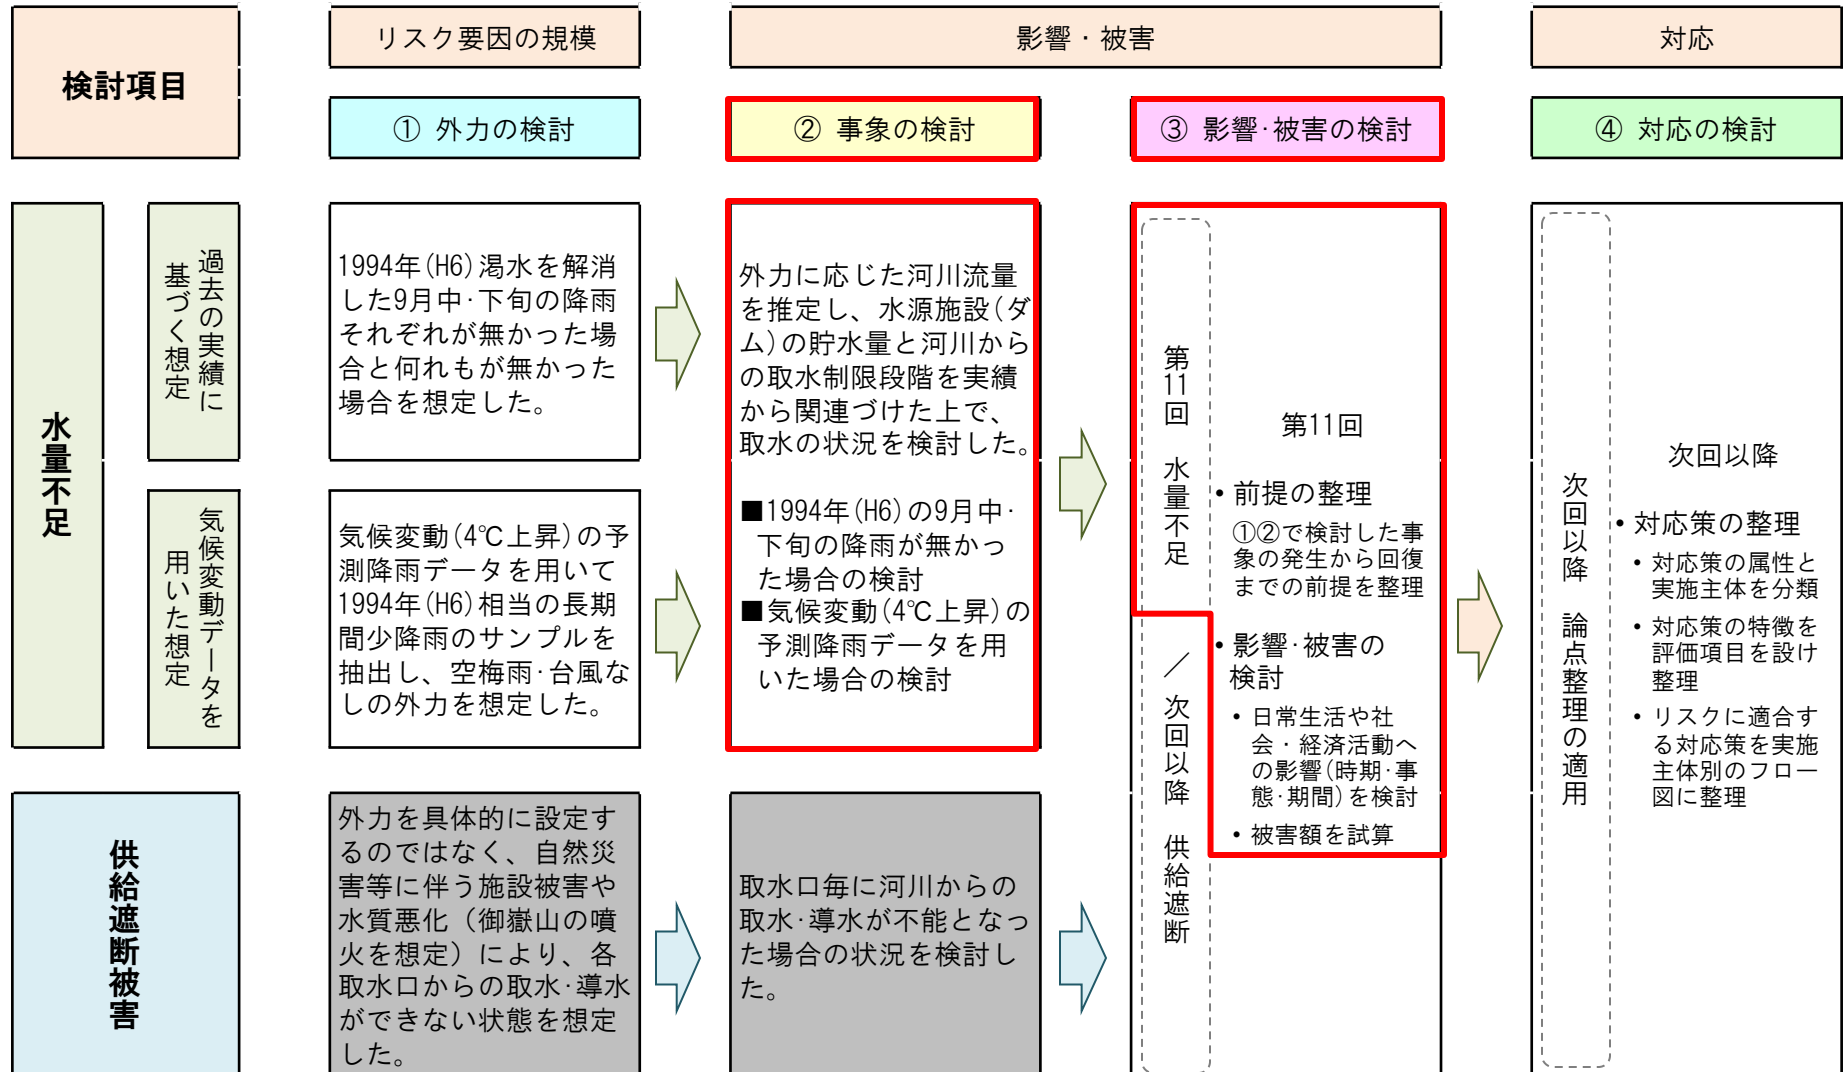 検討項目
リスク要因の規模
影響・被害
対応
① 外力の検討
② 事象の検討
③ 影響･被害の検討
④ 対応の検討
水量不足
過去の実績に
基づく想定
1994年(H6)渇水を解消
した9月中･下旬の降雨
それぞれが無かった場
合と何れもが無かった
場合を想定した。
気候変動データを
用いた想定
気候変動(4℃上昇)の予
測降雨データを用いて
1994年(H6)相当の長期
間少降雨のサンプルを
抽出し、空梅雨･台風な
しの外力を想定した。
外力に応じた河川流量
を推定し、水源施設(ダ
ム)の貯水量と河川から
の取水制限段階を実績
から関連づけた上で、
取水の状況を検討した。
■1994年(H6)の9月中･
下旬の降雨が無かっ
た場合の検討
■気候変動(4℃上昇)の
予測降雨データを用
いた場合の検討
第11回 水量不足 ／ 次回以降 供給遮断
第11回
• 前提の整理
①②で検討した事
象の発生から回復
までの前提を整理
• 影響･被害の
検討
• 日常生活や社
会・経済活動へ
の影響(時期･事
態･期間)を検討
• 被害額を試算
次回以降 論点整理の適用
次回以降
• 対応策の整理
• 対応策の属性と
実施主体を分類
• 対応策の特徴を
評価項目を設け
整理
• リスクに適合す
る対応策を実施
主体別のフロー
図に整理
供給遮断被害
外力を具体的に設定す
るのではなく、自然災
害等に伴う施設被害や
水質悪化（御嶽山の噴
火を想定）により、各
取水口からの取水･導水
ができない状態を想定
した。
取水口毎に河川からの
取水･導水が不能となっ
た場合の状況を検討し
た。